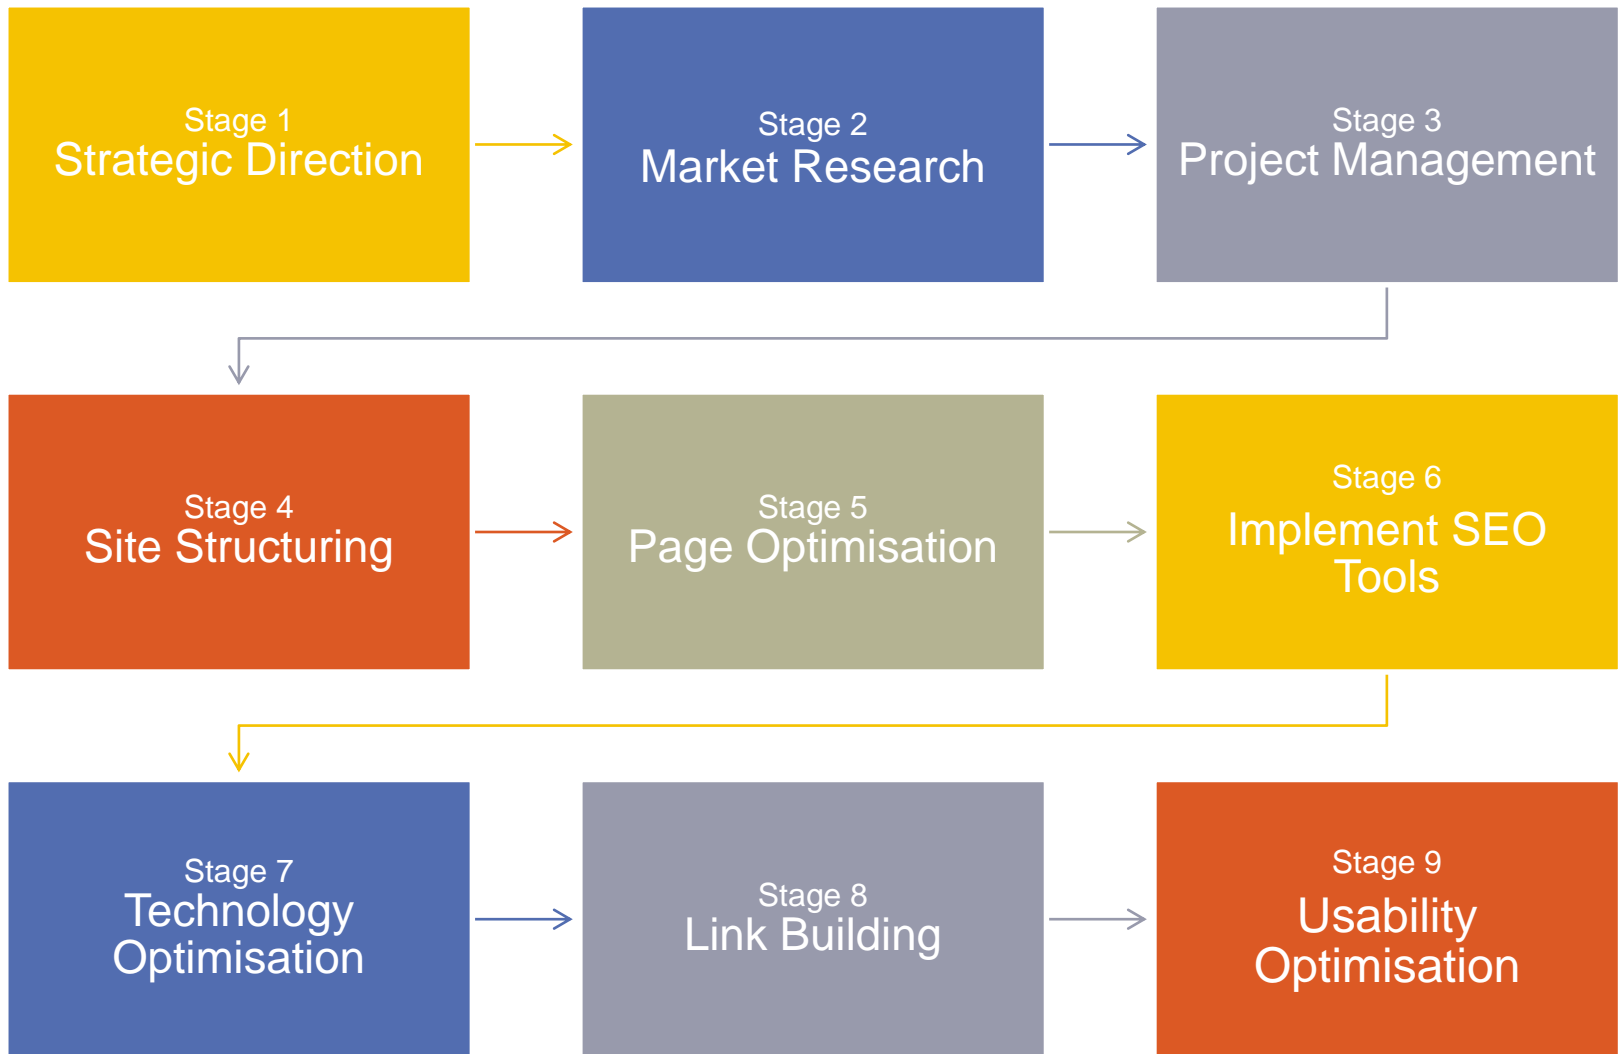 Stage 1
Strategic Direction
Stage 2
Market Research
Stage 3
Project Management
Stage 4
Site Structuring
Stage 5
Page Optimisation
Stage 6
Implement SEO
Tools
Stage 7
Technology
Optimisation
Stage 8
Link Building
Stage 9
Usability
Optimisation